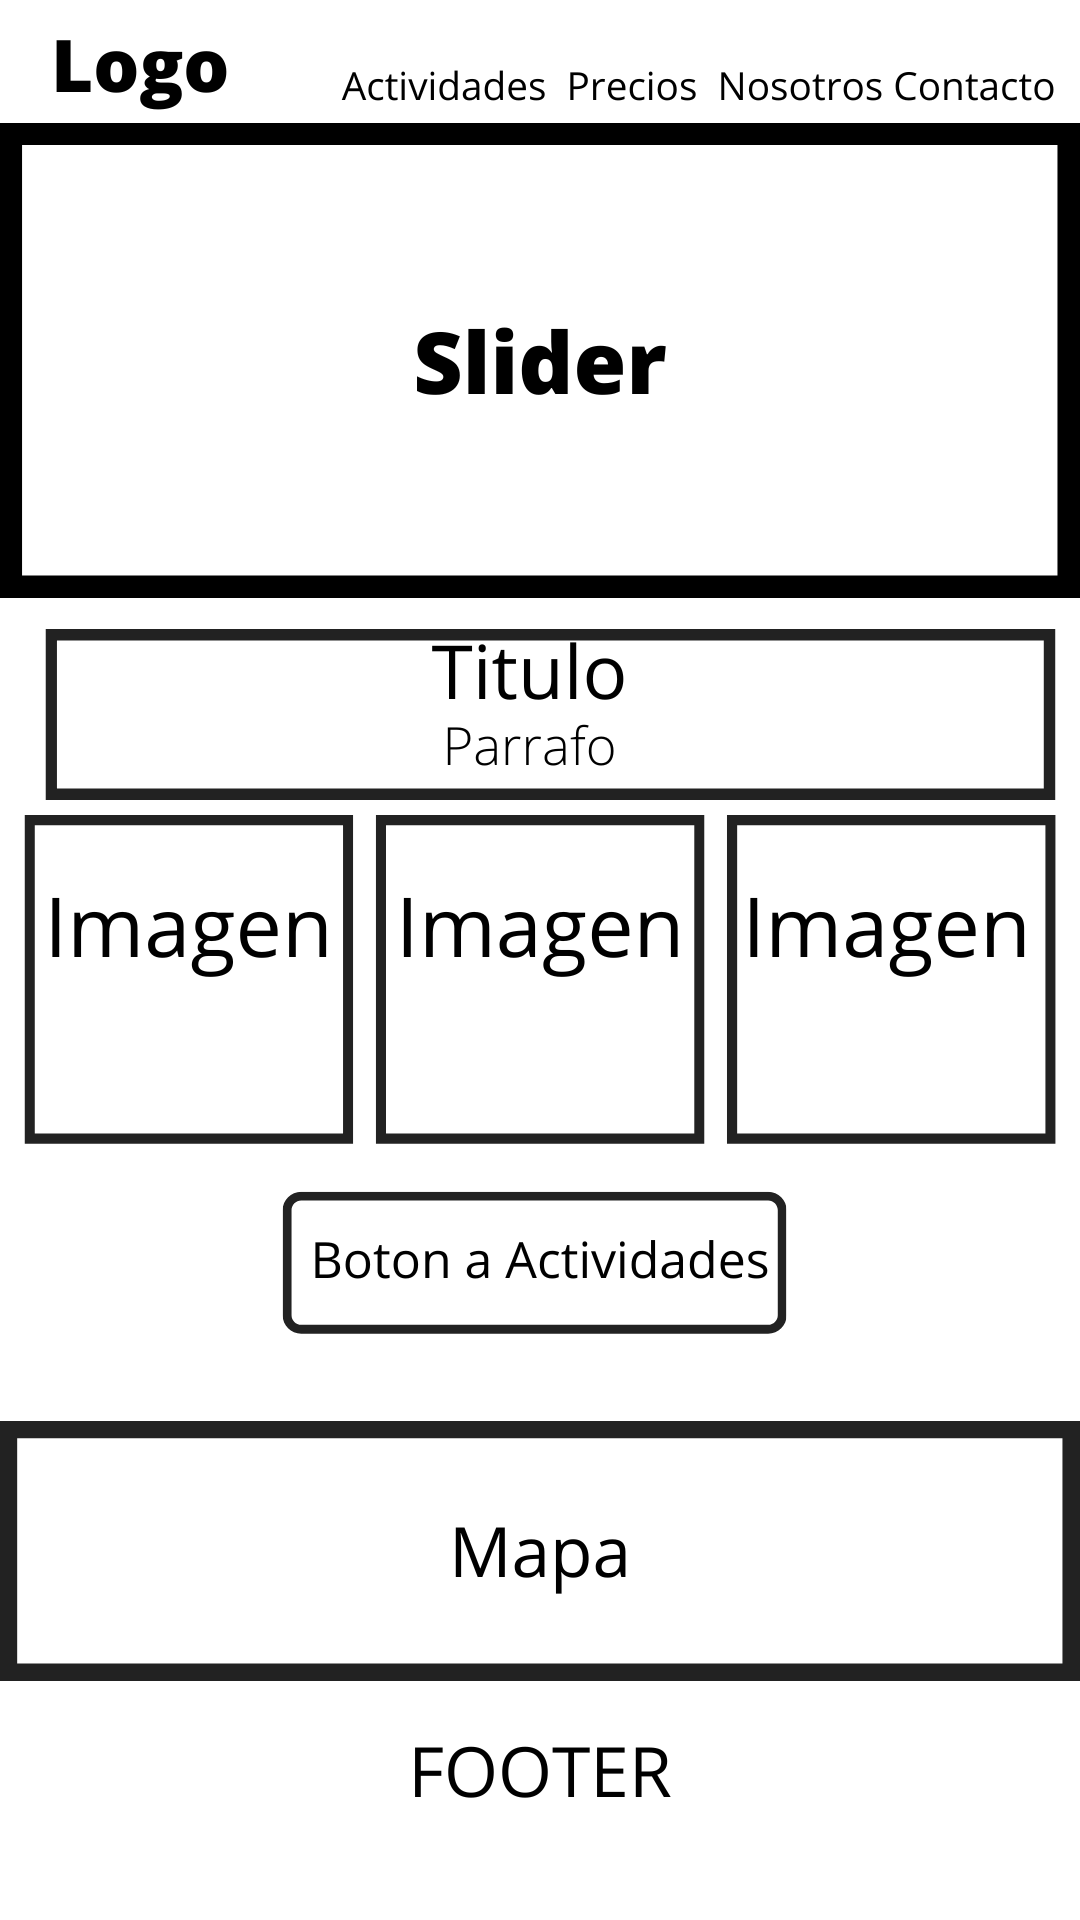 Logo
Actividades Precios Nosotros Contacto
Slider
Titulo
Parrafo
Imagen Imagen Imagen
Boton a Actividades
Mapa
FOOTER